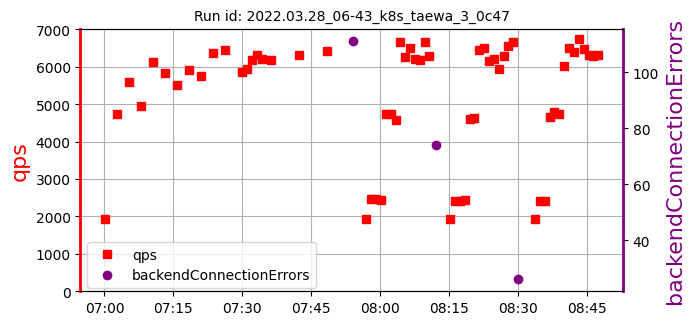 Run id: 2022.03.28_06-43_k8s_taewa_3_0c47
7000
6000
5000
4000
3000
2000
1000
0
qps
100
80
60
40
backendConnectionErrors
qps
backendConnectionErrors
07:00 07:15 07:30 07:45 08:00 08:15 08:30 08:45